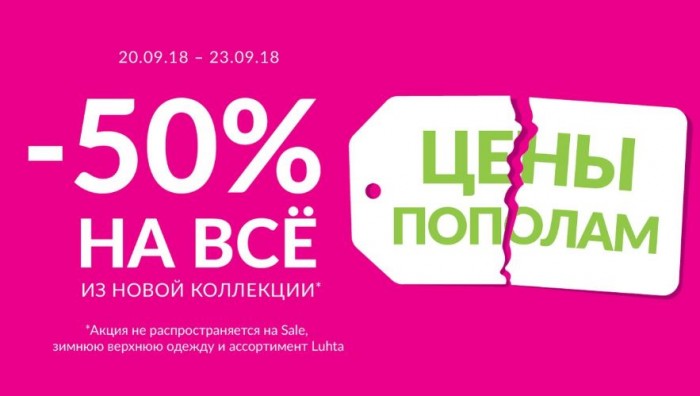 20.09.18 – 23.09.18
-50%
НА ВСЁ
ИЗ НОВОЙ КОЛЛЕКЦИИ*
*Акция не распространяется на Sale,
зимнюю верхнюю одежду и ассортимент Luhta
ЦЕНЫ
ПОПОЛАМ